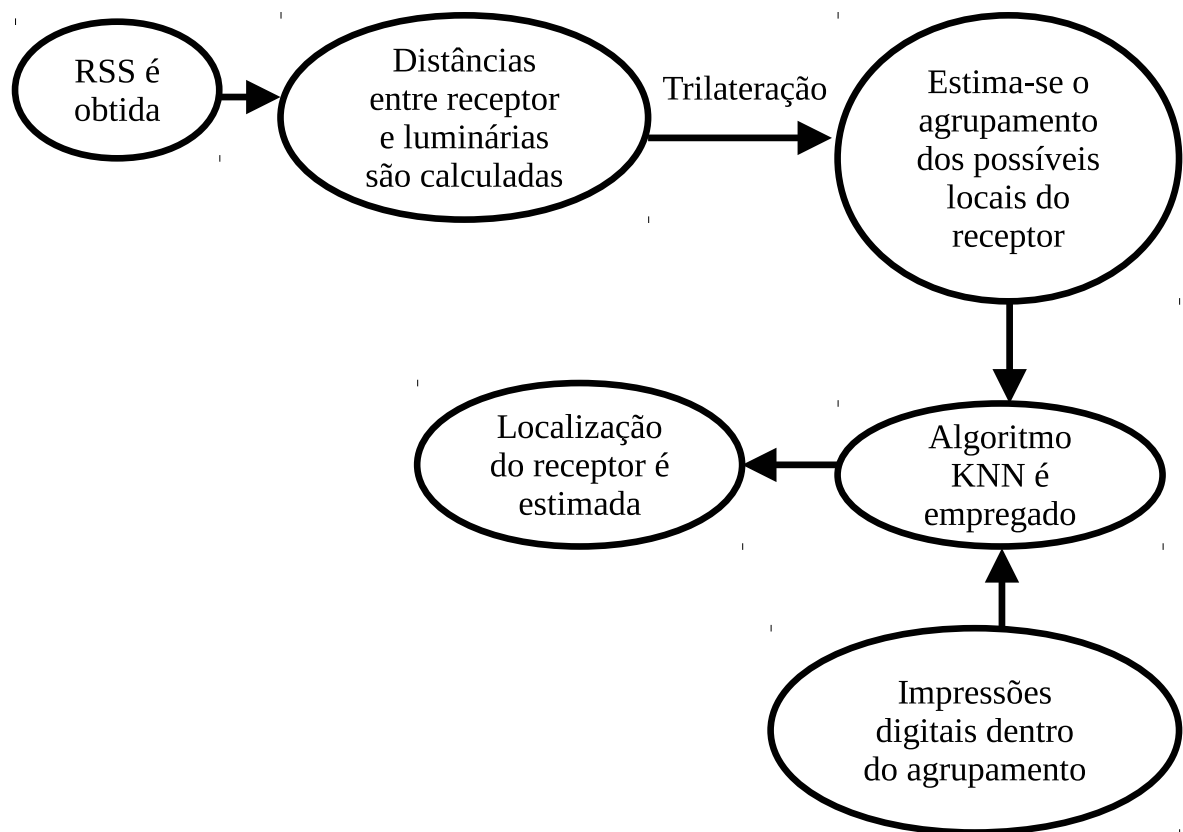 RSS é
obtida
Distâncias
entre receptor
e luminárias
são calculadas
Trilateração
Estima-se o
agrupamento
dos possíveis
locais do
receptor
Algoritmo
KNN é
empregado
Localização
do receptor é
estimada
Impressões
digitais dentro
do agrupamento